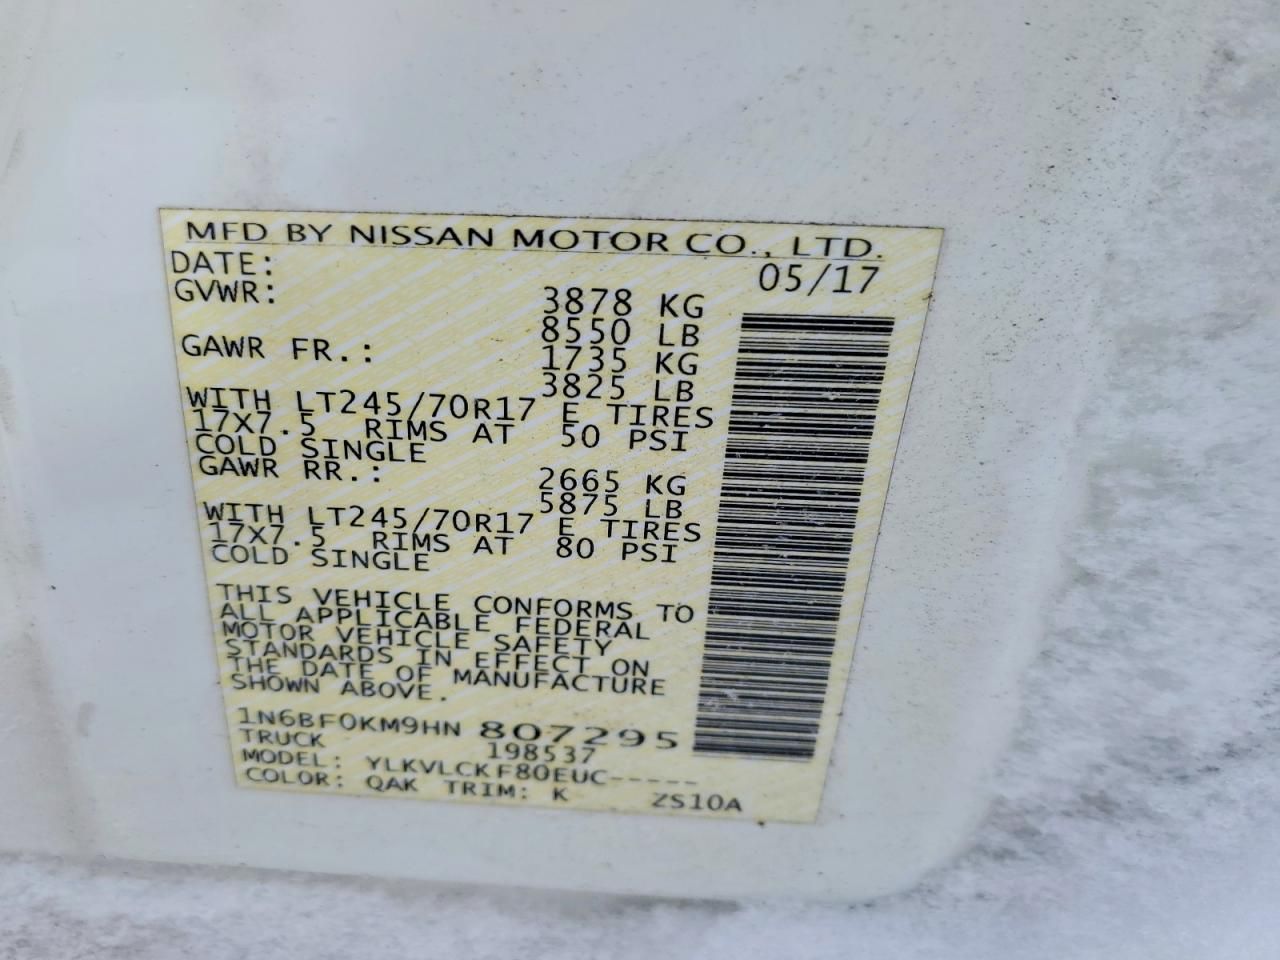 MFD BY NISSAN MOTOR CO., LTD.
DATE: 05/17
GVWR: 3878 KG
8550 LB
GAWR FR.: 1735 KG
3825 LB
WITH LT245/70R17 E TIRES
17X7.5 RIMS AT 50 PSI
COLD SINGLE
GAWR RR.: 2665 KG
5875 LB
WITH LT245/70R17 E TIRES
17X7.5 RIMS AT 80 PSI
COLD SINGLE
THIS VEHICLE CONFORMS TO
ALL APPLICABLE FEDERAL
MOTOR VEHICLE SAFETY
STANDARDS IN EFFECT ON
THE DATE OF MANUFACTURE
SHOWN ABOVE.
1N6BF0KM9HN 807295
TRUCK 198537
MODEL: YLKVLCKF80EUC-----
COLOR: QAK TRIM: K ZS10A